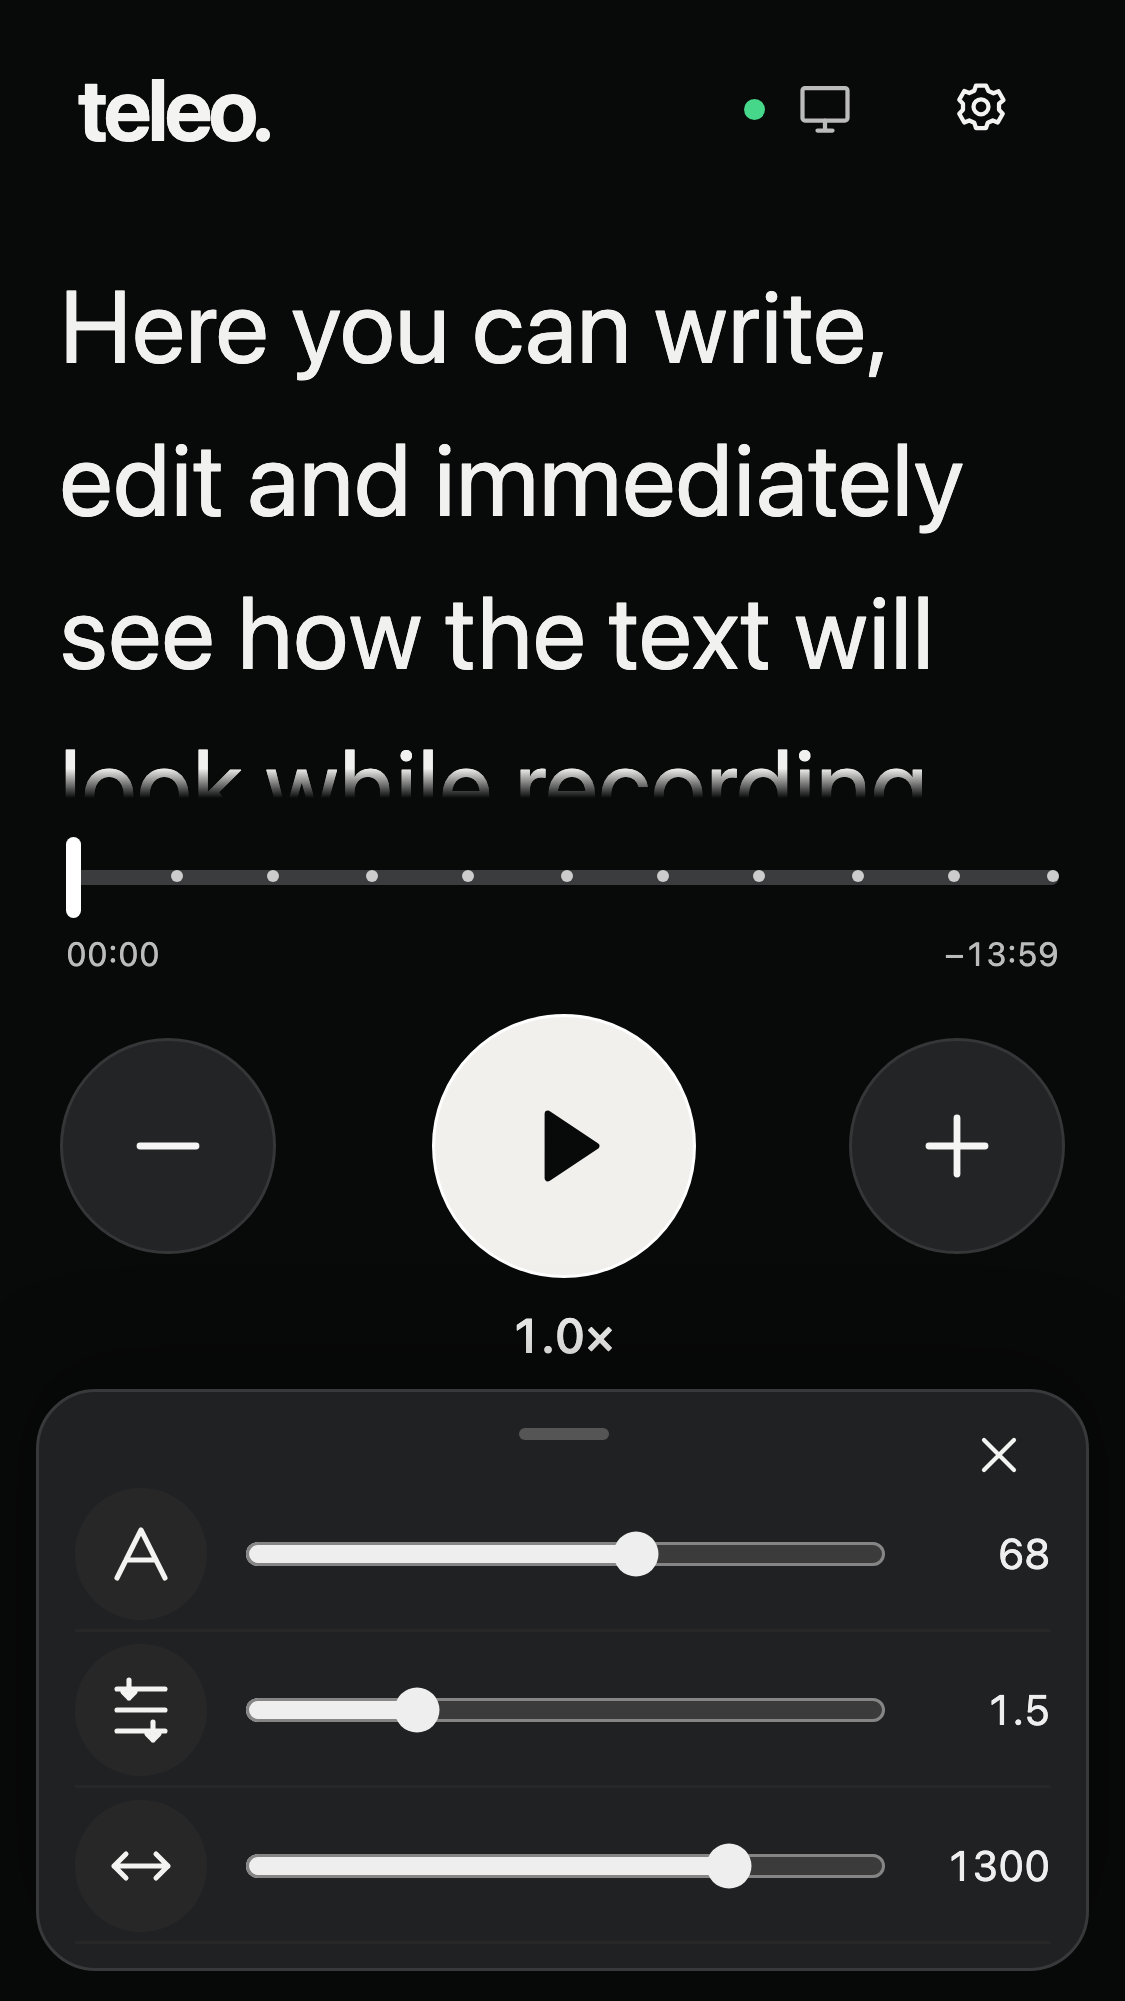 teleo.
Here you can write,
edit and immediately
see how the text will
look while recording
00:00
−13:59
1.0×
68
1.5
1300